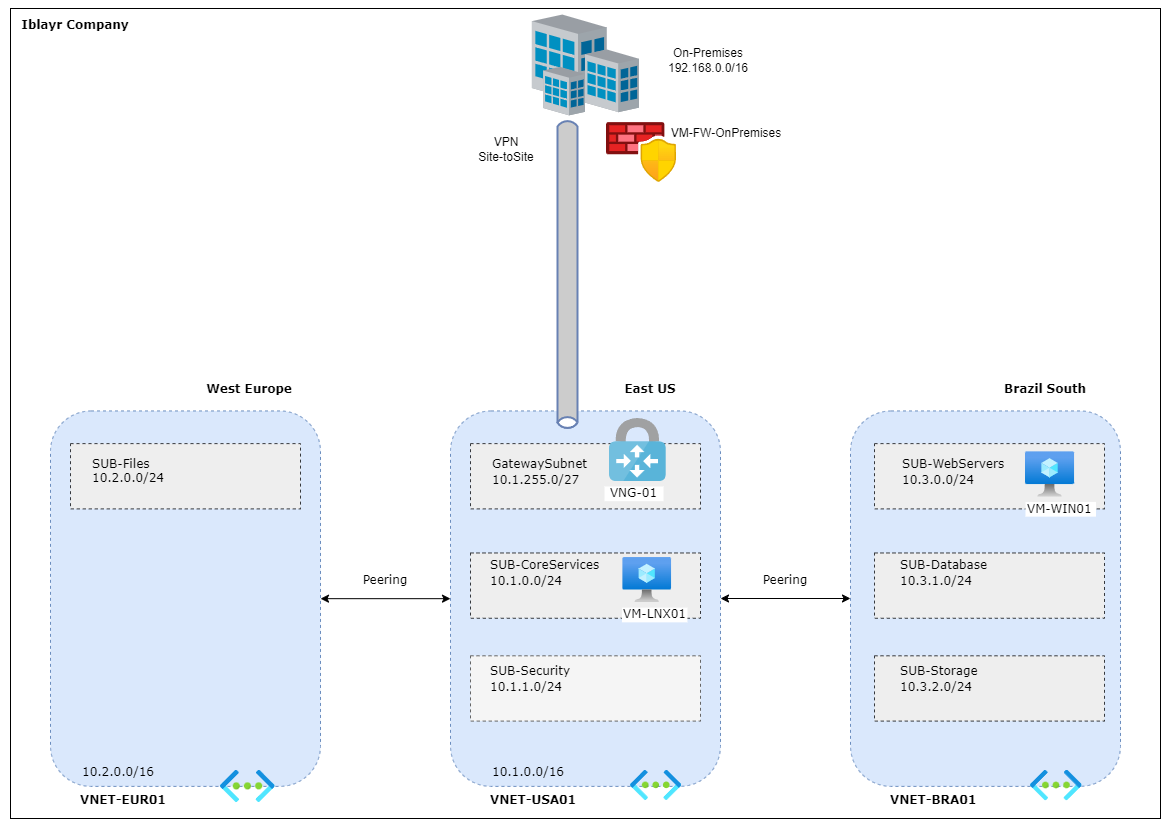 Iblayr Company
On-Premises
192.168.0.0/16
VPN
Site-toSite
VM-FW-OnPremises
West Europe
SUB-Files
10.2.0.0/24
10.2.0.0/16
VNET-EUR01
Peering
East US
GatewaySubnet
10.1.255.0/27
VNG-01
SUB-CoreServices
10.1.0.0/24
VM-LNX01
SUB-Security
10.1.1.0/24
10.1.0.0/16
VNET-USA01
Peering
Brazil South
SUB-WebServers
10.3.0.0/24
VM-WIN01
SUB-Database
10.3.1.0/24
SUB-Storage
10.3.2.0/24
VNET-BRA01